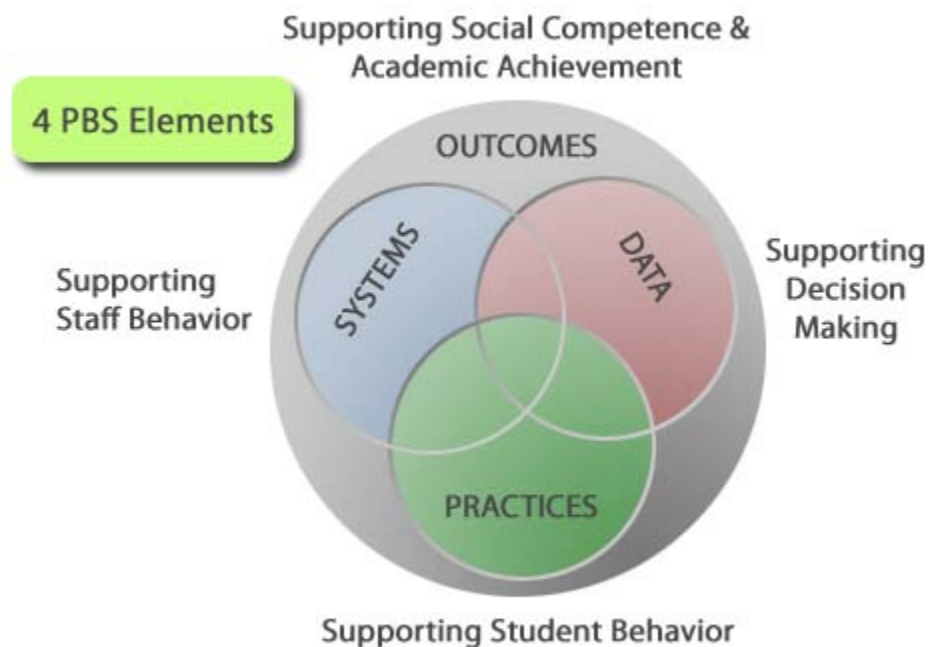 Supporting Social Competence &
Academic Achievement
4 PBS Elements
OUTCOMES
SYSTEMS
DATA
Supporting
Staff Behavior
Supporting
Decision
Making
PRACTICES
Supporting Student Behavior